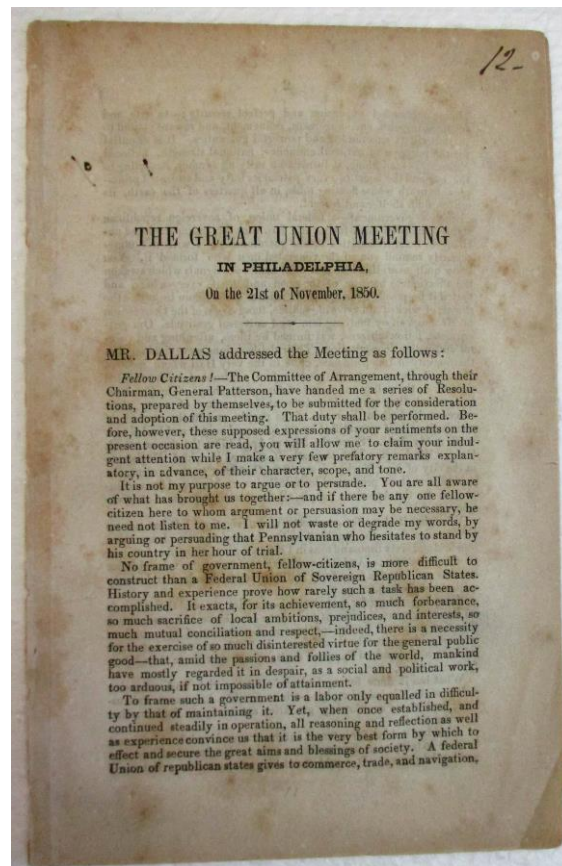 12-
THE GREAT UNION MEETING
IN PHILADELPHIA,
On the 21st of November, 1850.
MR. DALLAS addressed the Meeting as follows:
Fellow Citizens!—The Committee of Arrangement, through their
Chairman, General Patterson, have handed me a series of Resolu-
tions, prepared by themselves, to be submitted for the consideration
and adoption of this meeting. That duty shall be performed. Be-
fore, however, these supposed expressions of your sentiments on the
present occasion are read, you will allow me to claim your indul-
gent attention while I make a very few prefatory remarks explan-
atory, in advance, of their character, scope, and tone.
It is not my purpose to argue or to persuade. You are all aware
of what has brought us together:—and if there be any one fellow-
citizen here to whom argument or persuasion may be necessary, he
need not listen to me. I will not waste or degrade my words, by
arguing or persuading that Pennsylvanian who hesitates to stand by
his country in her hour of trial.
No frame of government, fellow-citizens, is more difficult to
construct than a Federal Union of Sovereign Republican States.
History and experience prove how rarely such a task has been ac-
complished. It exacts, for its achievement, so much forbearance,
so much sacrifice of local ambitions, prejudices, and interests, so
much mutual conciliation and respect,—indeed, there is a necessity
for the exercise of so much disinterested virtue for the general public
good—that, amid the passions and follies of the world, mankind
have mostly regarded it in despair, as a social and political work,
too arduous, if not impossible of attainment.
To frame such a government is a labor only equalled in difficul-
ty by that of maintaining it. Yet, when once established, and
continued steadily in operation, all reasoning and reflection as well
as experience convince us that it is the very best form by which to
effect and secure the great aims and blessings of society. A federal
Union of republican states gives to commerce, trade, and navigation,